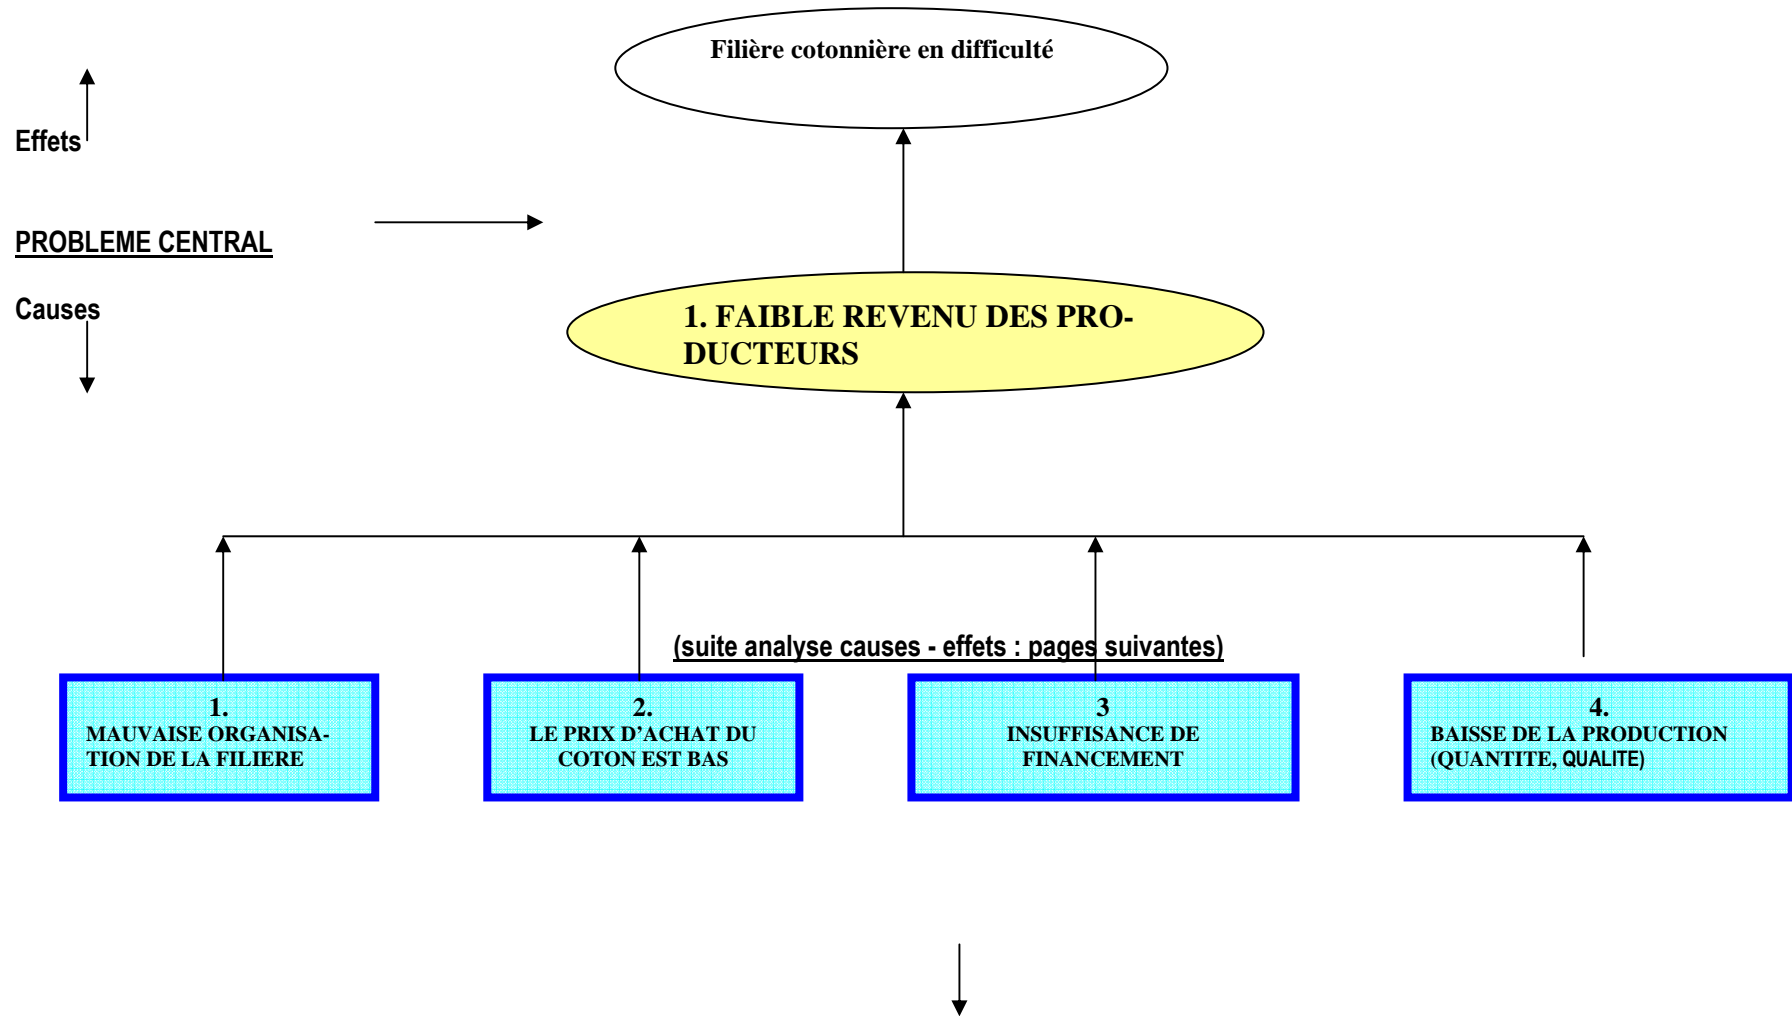 Filière cotonnière en difficulté
Effets
PROBLEME CENTRAL
Causes
1. FAIBLE REVENU DES PRO-
DUCTEURS
(suite analyse causes - effets : pages suivantes)
1.
MAUVAISE ORGANISA-
TION DE LA FILIERE
2.
LE PRIX D’ACHAT DU
COTON EST BAS
3
INSUFFISANCE DE
FINANCEMENT
4.
BAISSE DE LA PRODUCTION
(QUANTITE, QUALITE)